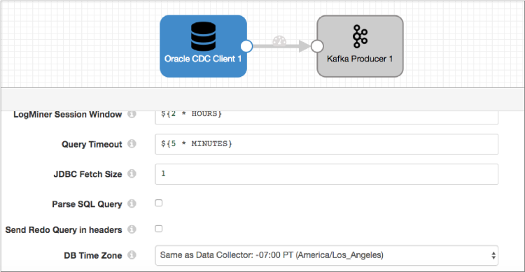 Oracle CDC Client 1
Kafka Producer 1
LogMiner Session Window
${2 * HOURS}
Query Timeout
${5 * MINUTES}
JDBC Fetch Size
1
Parse SQL Query
Send Redo Query in headers
DB Time Zone
Same as Data Collector: -07:00 PT (America/Los_Angeles)